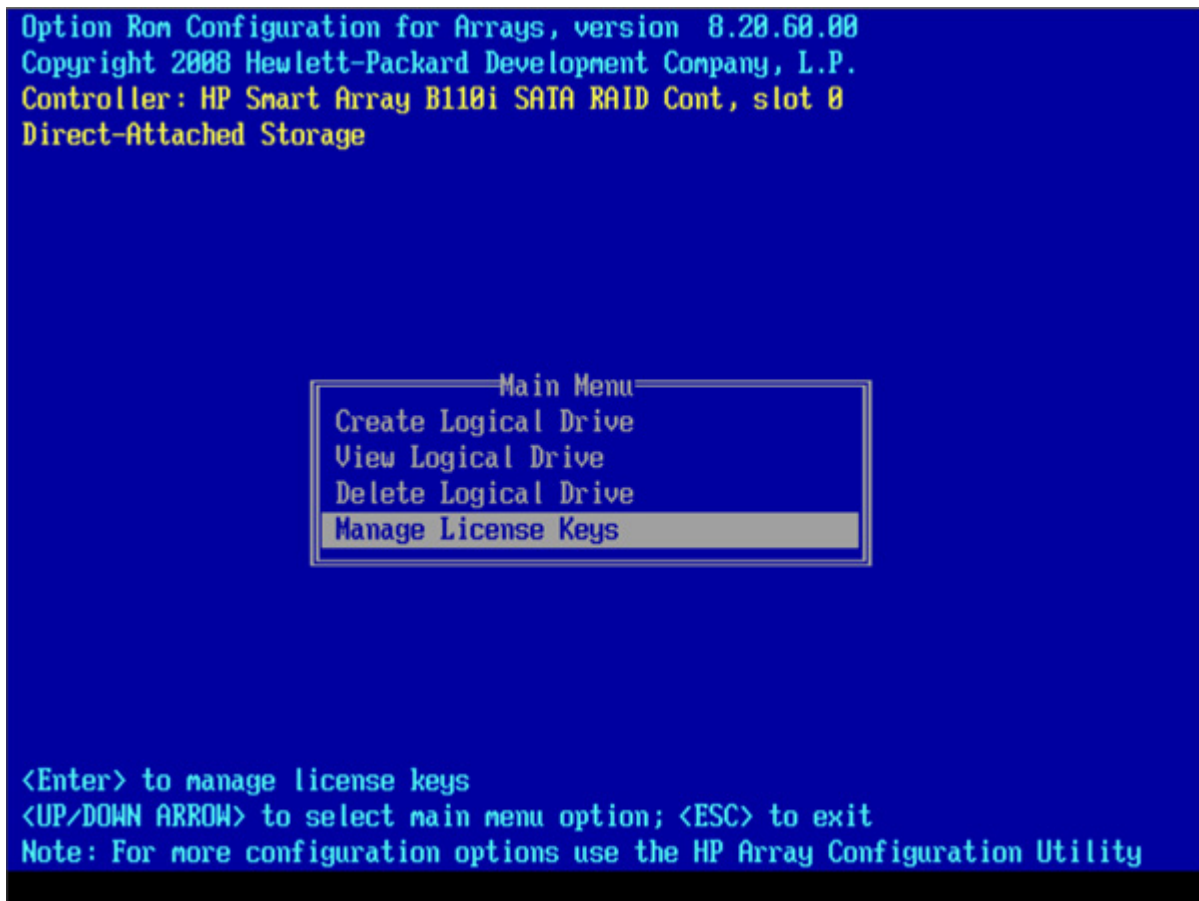 Option Rom Configuration for Arrays, version  8.20.60.00
Copyright 2008 Hewlett-Packard Development Company, L.P.
Controller: HP Smart Array B110i SATA RAID Cont, slot 0
Direct-Attached Storage
Main Menu
Create Logical Drive
View Logical Drive
Delete Logical Drive
Manage License Keys
<Enter> to manage license keys
<UP/DOWN ARROW> to select main menu option; <ESC> to exit
Note: For more configuration options use the HP Array Configuration Utility